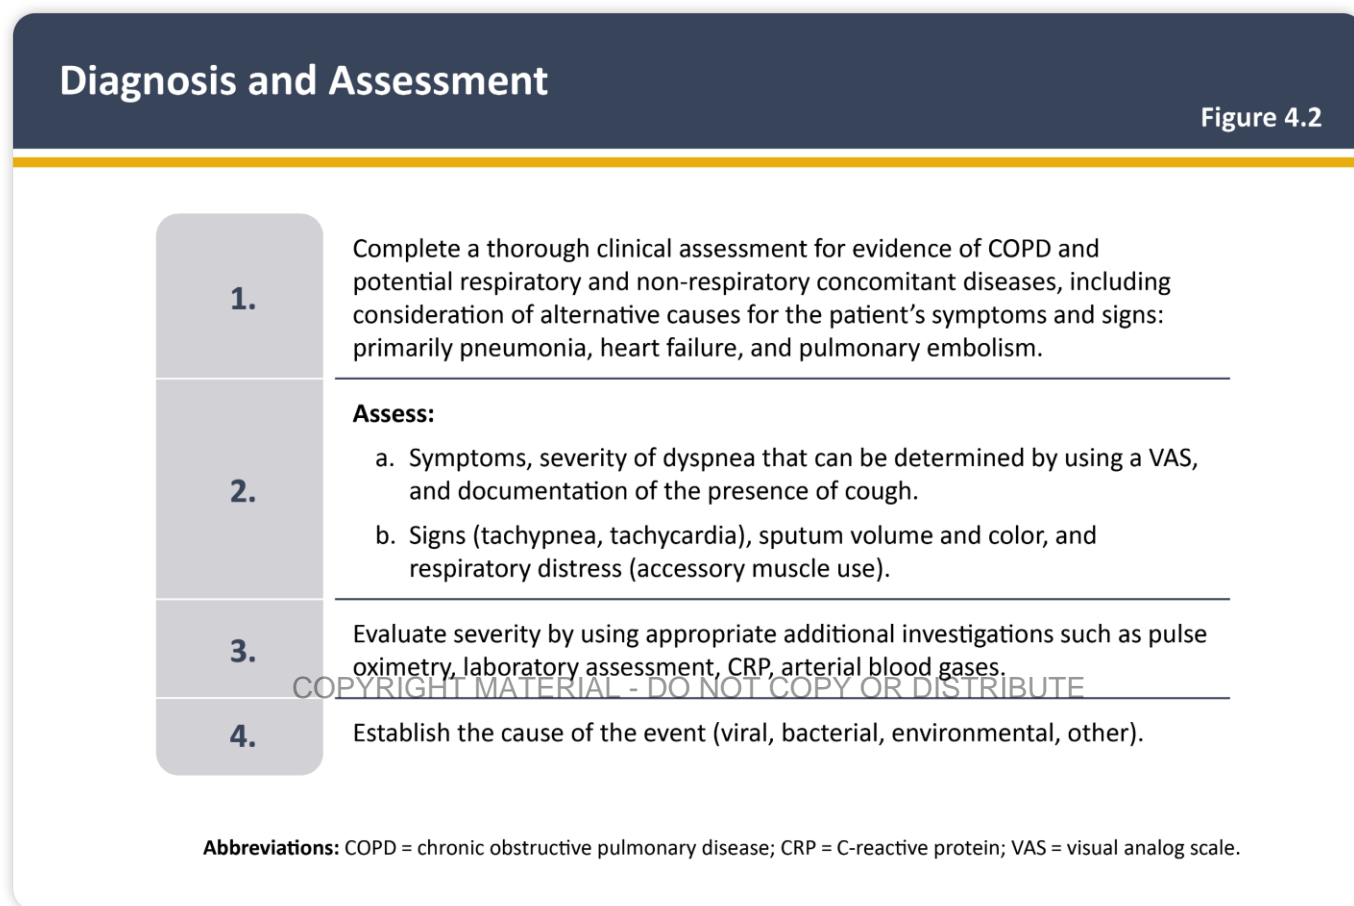 Diagnosis and Assessment
Figure 4.2
1.
Complete a thorough clinical assessment for evidence of COPD and
potential respiratory and non-respiratory concomitant diseases, including
consideration of alternative causes for the patient’s symptoms and signs:
primarily pneumonia, heart failure, and pulmonary embolism.
2.
Assess:
a. Symptoms, severity of dyspnea that can be determined by using a VAS,
and documentation of the presence of cough.
b. Signs (tachypnea, tachycardia), sputum volume and color, and
respiratory distress (accessory muscle use).
3.
Evaluate severity by using appropriate additional investigations such as pulse
oximetry, laboratory assessment, CRP, arterial blood gases.
COPYRIGHT MATERIAL - DO NOT COPY OR DISTRIBUTE
4.
Establish the cause of the event (viral, bacterial, environmental, other).
Abbreviations: COPD = chronic obstructive pulmonary disease; CRP = C-reactive protein; VAS = visual analog scale.